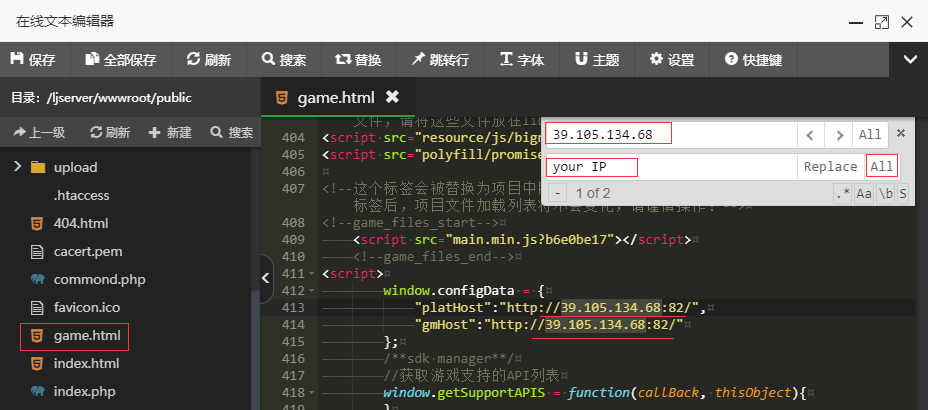 在线文本编辑器
保存 全部保存 刷新 搜索 替换 跳转行 字体 主题 设置 快捷键
目录：/ljserver/wwwroot/public
上一级 刷新 新建 搜索
upload
.htaccess
404.html
cacert.pem
commond.php
favicon.ico
game.html
index.html
index.php
game.html
39.105.134.68 All
your IP Replace All
- 1 of 2 .* Aa \b S
文件，请将这些文件放在
404 <script src="resource/js/bigr
405 <script src="polyfill/promise
406
407 <!--这个标签会被替换为项目中
标签后，项目文件加载列表将不会变化，请谨慎操作！
408 <!--game_files_start-->
409 <script src="main.min.js?b6e0be17"></script>
410 <!--game_files_end-->
411 <script>
412 window.configData = {
413 "platHost":"http://39.105.134.68:82/",
414 "gmHost":"http://39.105.134.68:82/"
415 };
416 /**sdk manager**/
417 //获取游戏支持的API列表
418 window.getSupportAPIS = function(callBack, thisObject){
419 }